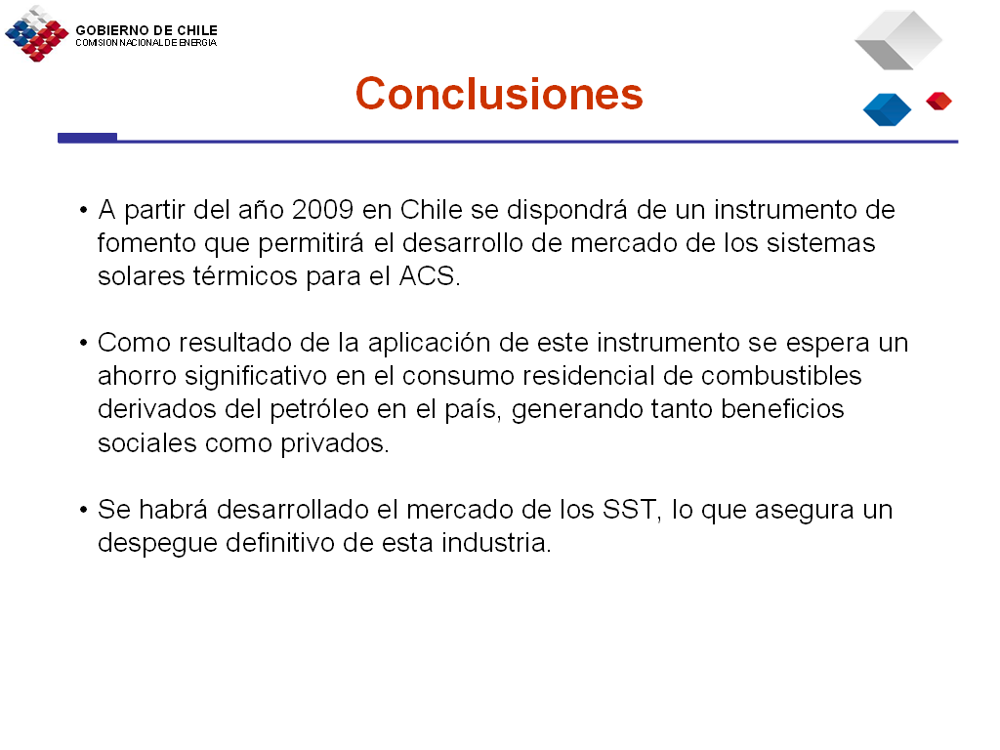 GOBIERNO DE CHILE
COMISION NACIONAL DE ENERGIA
Conclusiones
• A partir del año 2009 en Chile se dispondrá de un instrumento de
fomento que permitirá el desarrollo de mercado de los sistemas
solares térmicos para el ACS.
• Como resultado de la aplicación de este instrumento se espera un
ahorro significativo en el consumo residencial de combustibles
derivados del petróleo en el país, generando tanto beneficios
sociales como privados.
• Se habrá desarrollado el mercado de los SST, lo que asegura un
despegue definitivo de esta industria.